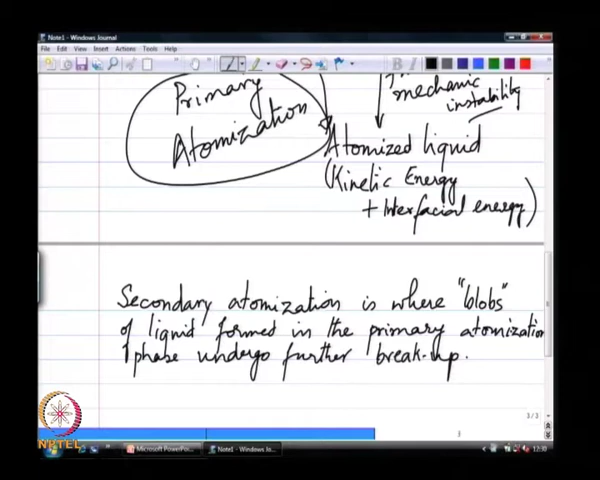 Note1 - Windows Journal
File Edit View Insert Actions Tools Help
B I
Primary
Atomization
mechanic
instability
Atomized liquid
(Kinetic Energy
+ Interfacial energy)
Secondary atomization is where "blobs"
of liquid formed in the primary atomization
phase undergo further break-up.
3/3
NPTEL
Microsoft PowerPo...
Note1 - Windows Jo...
12:30